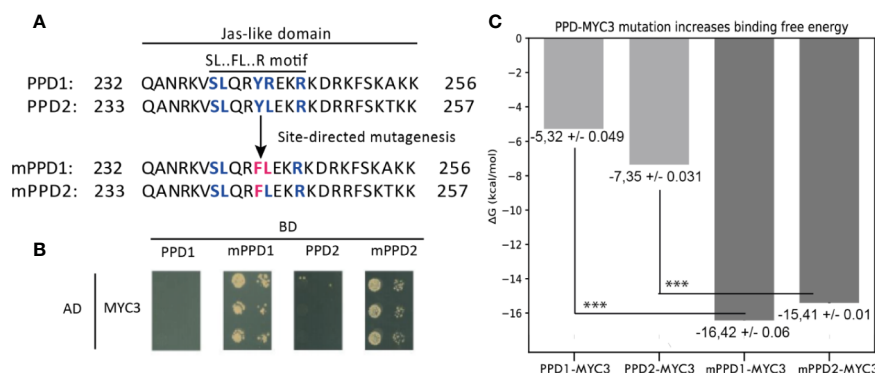 A
Jas-like domain
SL..FL..R motif
PPD1: 232 QANRKVSLQRYREKRKDRKFSKAKK 256
PPD2: 233 QANRKVSLQRYLEKRKDRRFSKTKK 257
Site-directed mutagenesis
mPPD1: 232 QANRKVSLQRFLEKRKDRKFSKAKK 256
mPPD2: 233 QANRKVSLQRFLEKRKDRRFSKTKK 257
B
BD
PPD1 mPPD1 PPD2 mPPD2
AD MYC3
C
PPD-MYC3 mutation increases binding free energy
ΔG (kcal/mol)
0
−2
−4
−6
−8
−10
−12
−14
−16
-5,32 +/- 0.049
-7,35 +/- 0.031
***
***
-16,42 +/- 0.06
-15,41 +/- 0.01
PPD1-MYC3 PPD2-MYC3 mPPD1-MYC3 mPPD2-MYC3